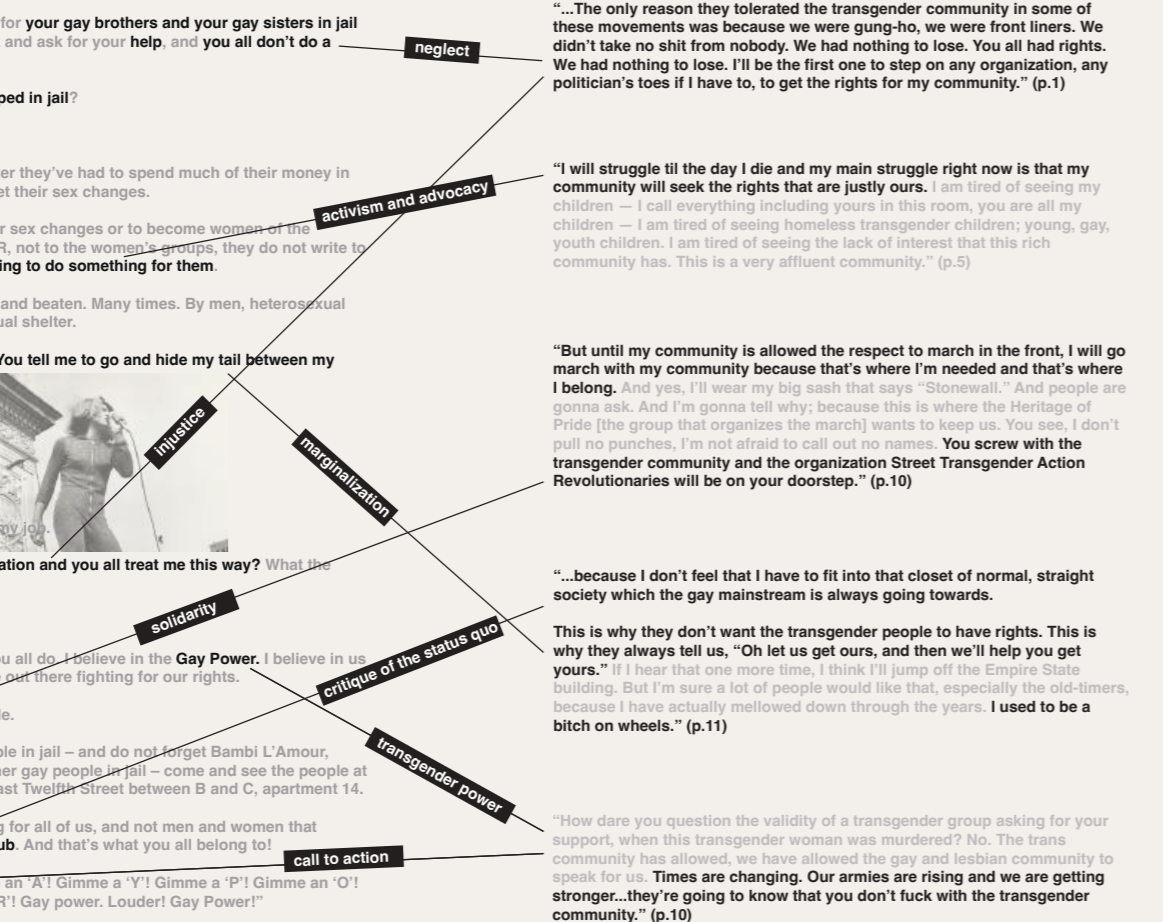 for your gay brothers and your gay sisters in jail
and ask for your help, and you all don’t do a
ped in jail?
er they’ve had to spend much of their money in
et their sex changes.
r sex changes or to become women of the
R, not to the women’s groups, they do not write to
ing to do something for them.
and beaten. Many times. By men, heterosexual
ual shelter.
You tell me to go and hide my tail between my
my job.
ation and you all treat me this way? What the
u all do. I believe in the Gay Power. I believe in us
out there fighting for our rights.
le.
ple in jail – and do not forget Bambi L’Amour,
er gay people in jail – come and see the people at
ast Twelfth Street between B and C, apartment 14.
g for all of us, and not men and women that
ub. And that’s what you all belong to!
an ‘A’! Gimme a ‘Y’! Gimme a ‘P’! Gimme an ‘O’!
R’! Gay power. Louder! Gay Power!”
neglect
activism and advocacy
injustice
marginalization
solidarity
critique of the status quo
transgender power
call to action
“...The only reason they tolerated the transgender community in some of
these movements was because we were gung-ho, we were front liners. We
didn’t take no shit from nobody. We had nothing to lose. You all had rights.
We had nothing to lose. I’ll be the first one to step on any organization, any
politician’s toes if I have to, to get the rights for my community.” (p.1)
“I will struggle til the day I die and my main struggle right now is that my
community will seek the rights that are justly ours. I am tired of seeing my
children — I call everything including yours in this room, you are all my
children — I am tired of seeing homeless transgender children; young, gay,
youth children. I am tired of seeing the lack of interest that this rich
community has. This is a very affluent community.” (p.5)
“But until my community is allowed the respect to march in the front, I will go
march with my community because that’s where I’m needed and that’s where
I belong. And yes, I’ll wear my big sash that says “Stonewall.” And people are
gonna ask. And I’m gonna tell why; because this is where the Heritage of
Pride [the group that organizes the march] wants to keep us. You see, I don’t
pull no punches, I’m not afraid to call out no names. You screw with the
transgender community and the organization Street Transgender Action
Revolutionaries will be on your doorstep.” (p.10)
“...because I don’t feel that I have to fit into that closet of normal, straight
society which the gay mainstream is always going towards.
This is why they don’t want the transgender people to have rights. This is
why they always tell us, “Oh let us get ours, and then we’ll help you get
yours.” If I hear that one more time, I think I’ll jump off the Empire State
building. But I’m sure a lot of people would like that, especially the old-timers,
because I have actually mellowed down through the years. I used to be a
bitch on wheels.” (p.11)
“How dare you question the validity of a transgender group asking for your
support, when this transgender woman was murdered? No. The trans
community has allowed, we have allowed the gay and lesbian community to
speak for us. Times are changing. Our armies are rising and we are getting
stronger...they’re going to know that you don’t fuck with the transgender
community.” (p.10)